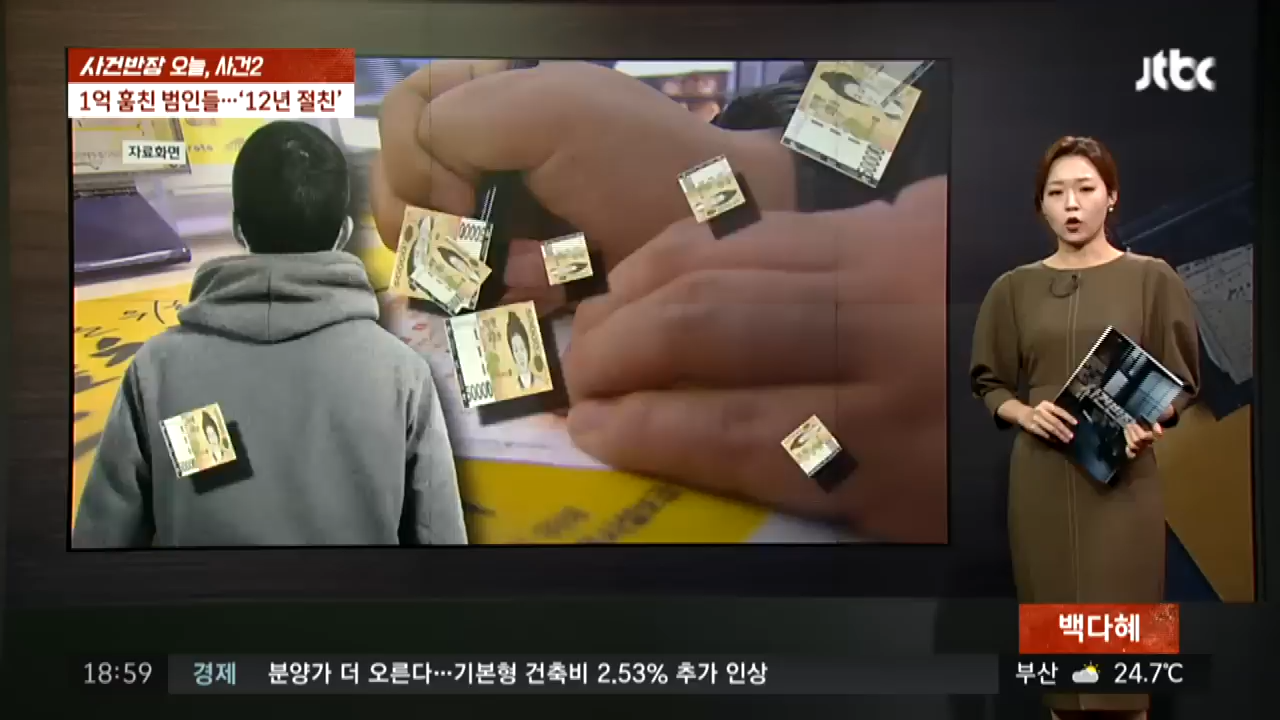 사건반장 오늘, 사건2
1억 훔친 범인들…'12년 절친'
jtbc
자료화면
50000
백다혜
18:59 경제 분양가 더 오른다…기본형 건축비 2.53% 추가 인상
부산 24.7℃